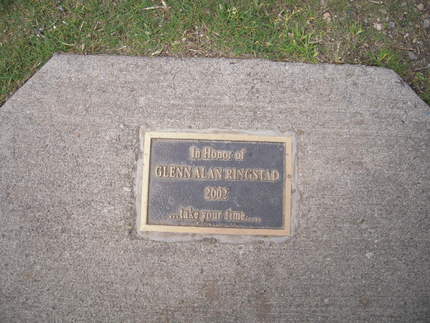 In Honor of
GLENN ALAN RINGSTAD
2002
...take your time.....